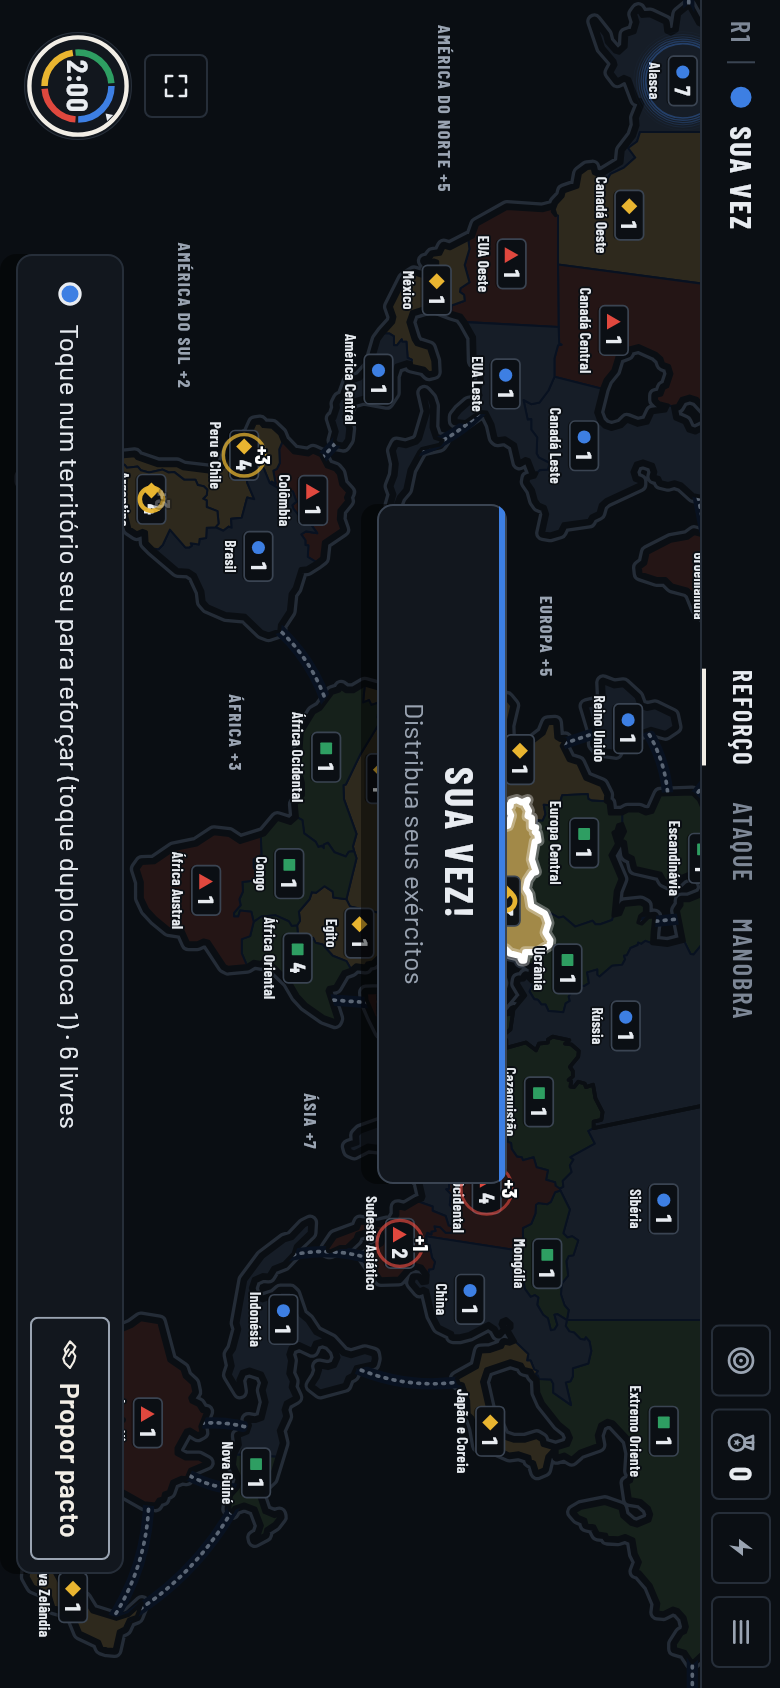 R1
SUA VEZ
REFORÇO
ATAQUE
MANOBRA
0
7
Alasca
1
Canadá Oeste
1
Canadá Central
1
Canadá Leste
1
EUA Oeste
1
EUA Leste
1
México
1
América Central
AMÉRICA DO NORTE +5
EUROPA +5
1
Reino Unido
1
Escandinávia
1
Europa Central
1
1
Ucrânia
1
Rússia
1
Sibéria
1
Extremo Oriente
1
Cazaquistão
+3
4
1
Mongólia
1
China
1
Japão e Coreia
+1
2
Sudeste Asiático
SUA VEZ!
Distribua seus exércitos
AMÉRICA DO SUL +2
1
Colômbia
+3
4
Peru e Chile
1
Brasil
ÁFRICA +3
1
África Ocidental
1
Egito
1
Congo
4
África Oriental
1
África Austral
ÁSIA +7
1
Indonésia
1
Nova Guiné
1
1
2:00
Toque num território seu para reforçar (toque duplo coloca 1) · 6 livres
Propor pacto